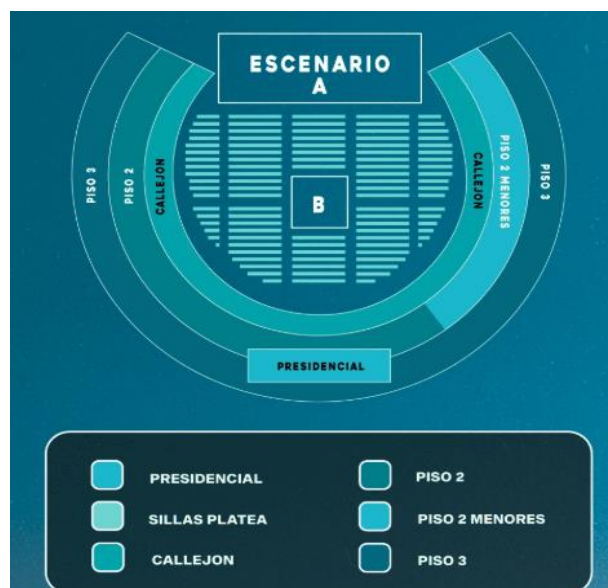 ESCENARIO
A
PISO 3
PISO 2
CALLEJON
B
CALLEJON
PISO 2 MENORES
PISO 3
PRESIDENCIAL
PRESIDENCIAL
SILLAS PLATEA
CALLEJON
PISO 2
PISO 2 MENORES
PISO 3